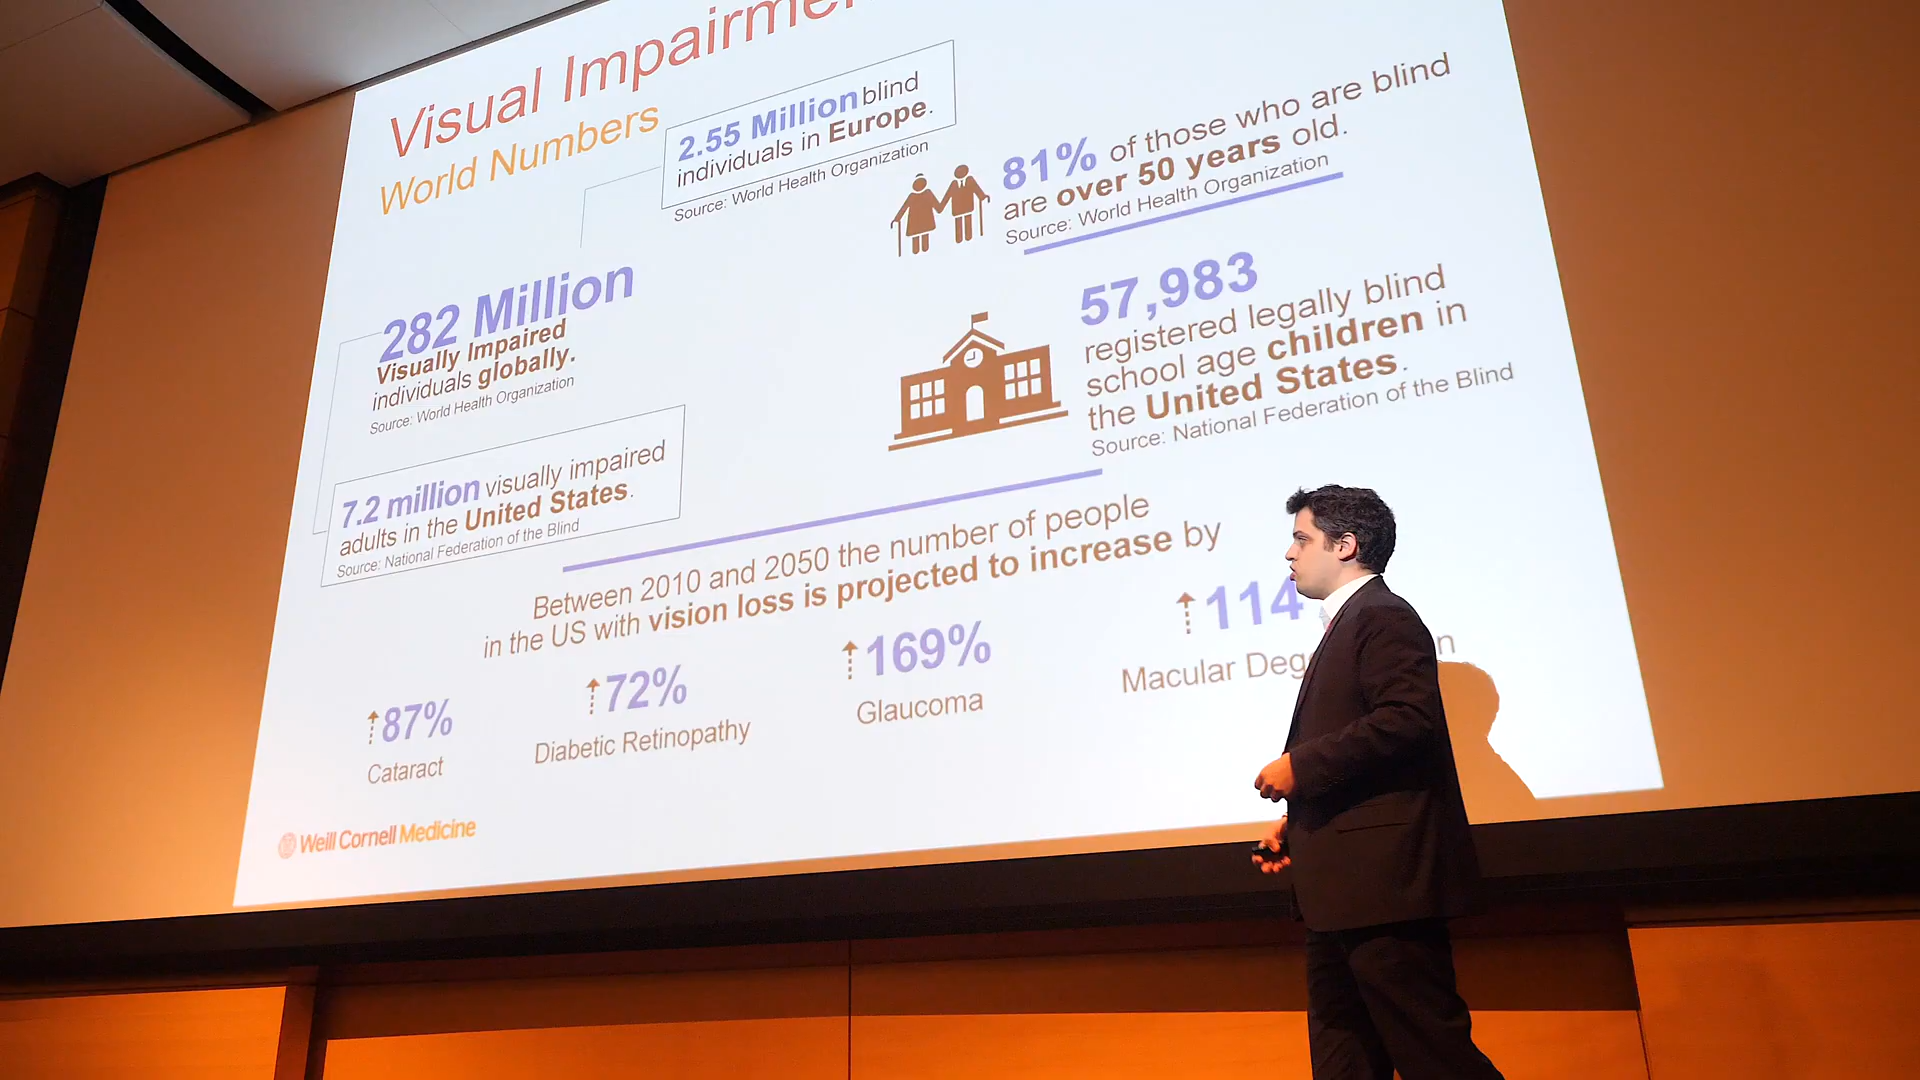 Visual
World Numbers
2.55 Million blind
individuals in Europe.
Source: World Health Organization
81% of those who are blind
are over 50 years old.
Source: World Health Organization
282 Million
Visually Impaired
individuals globally.
Source: World Health Organization
57,983
registered legally blind
school age children in
the United States.
Source: National Federation of the Blind
7.2 million visually impaired
adults in the United States.
Source: National Federation of the Blind
Between 2010 and 2050 the number of people
in the US with vision loss is projected to increase by
87%
Cataract
72%
Diabetic Retinopathy
169%
Glaucoma
114
Macular
Weill Cornell Medicine